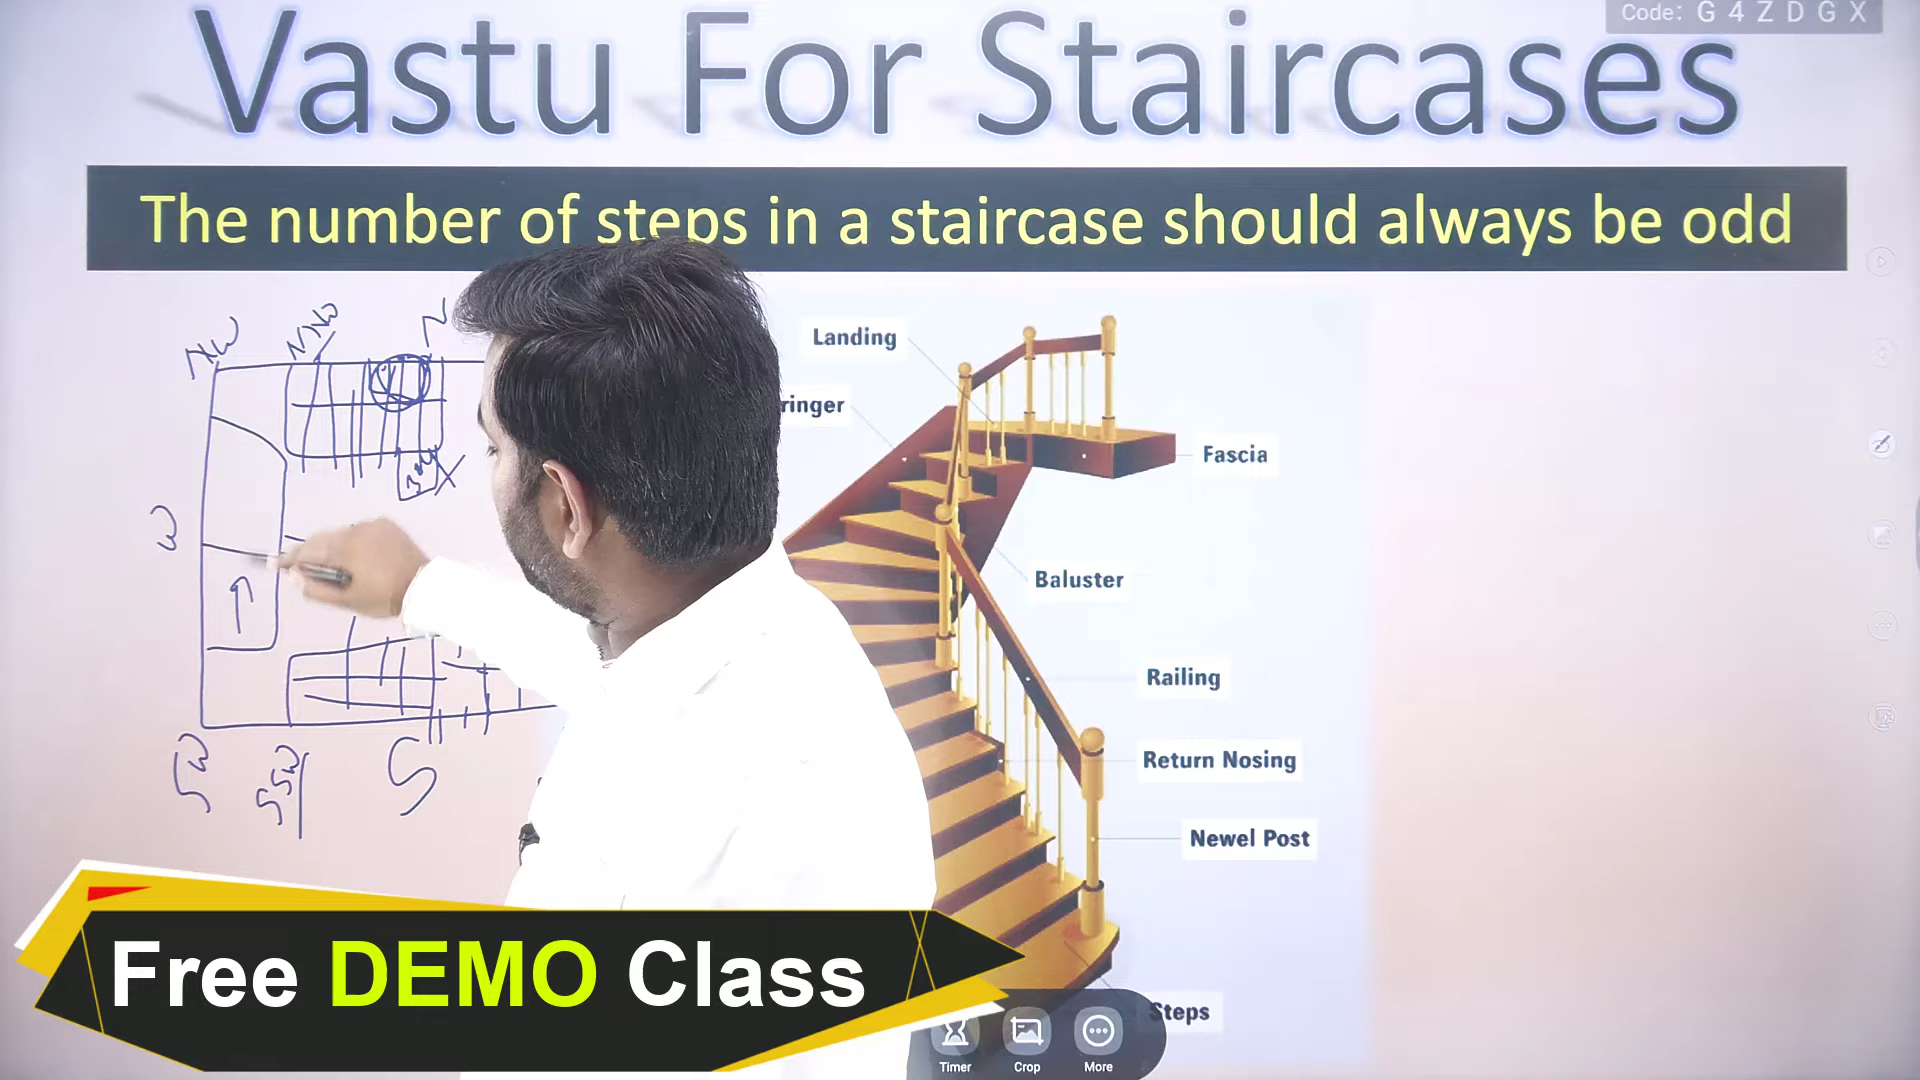 Code: G 4 Z D G X
Vastu For Staircases
The number of steps in a staircase should always be odd
NW
NNW
N
Landing
ringer
Fascia
W
Baluster
Railing
SW
SSW
S
Return Nosing
Newel Post
Free DEMO Class
Steps
Timer
Crop
More